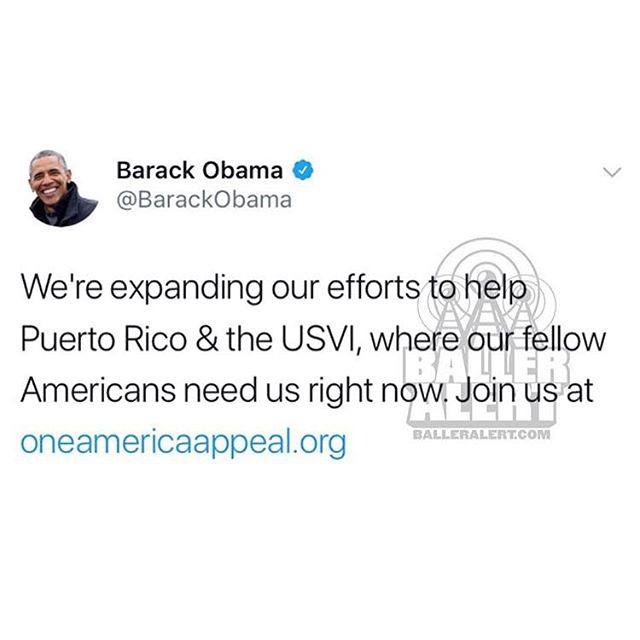 Barack Obama
@BarackObama
We're expanding our efforts to help
Puerto Rico & the USVI, where our fellow
Americans need us right now. Join us at
oneamericaappeal.org
BALLER
ALERT
BALLERALERT.COM